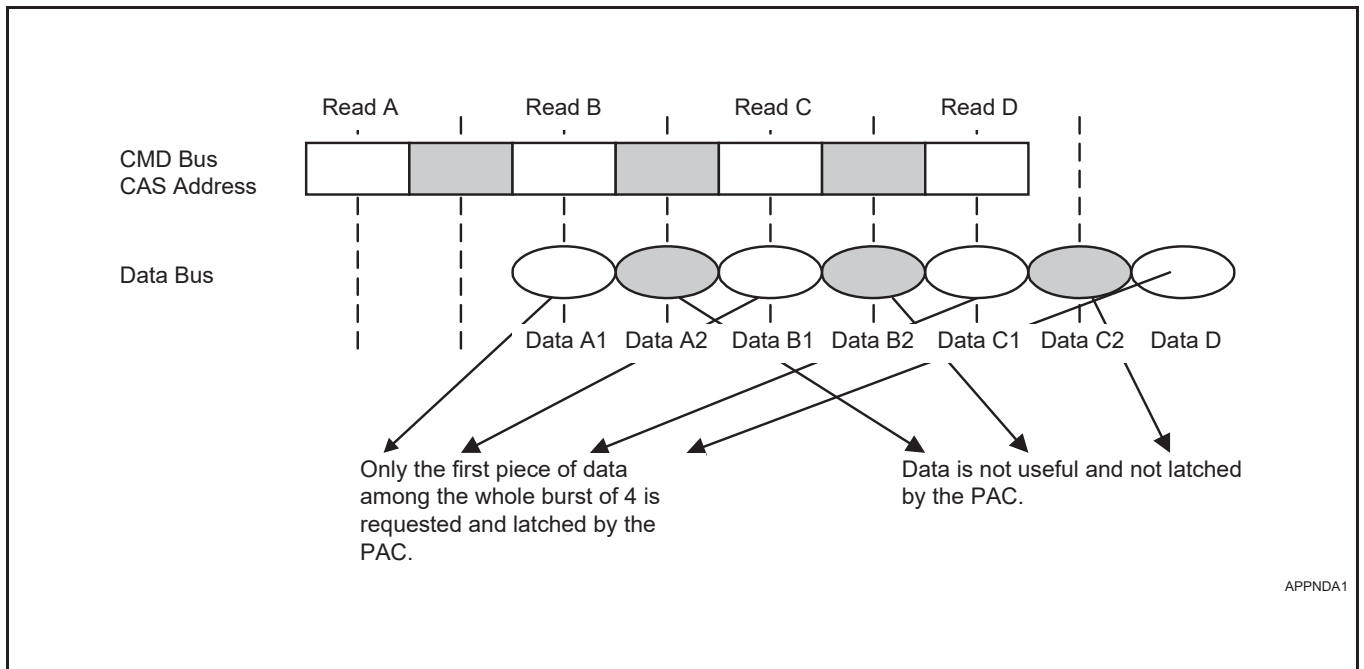 Read A Read B Read C Read D
CMD Bus
CAS Address
Data Bus
Data A1 Data A2 Data B1 Data B2 Data C1 Data C2 Data D
Only the first piece of data
among the whole burst of 4 is
requested and latched by the
PAC.
Data is not useful and not latched
by the PAC.
APPNDA1